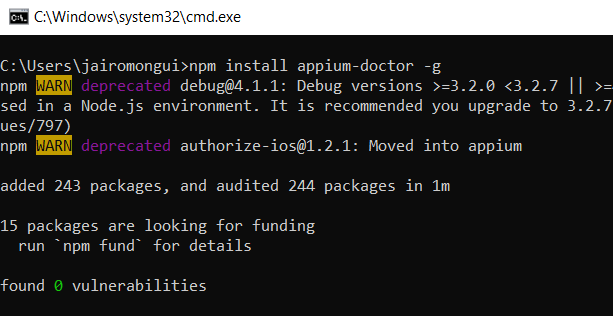 C:\Windows\system32\cmd.exe
C:\Users\jairomongui>npm install appium-doctor -g
npm WARN deprecated debug@4.1.1: Debug versions >=3.2.0 <3.2.7 || >=
sed in a Node.js environment. It is recommended you upgrade to 3.2.7
ues/797)
npm WARN deprecated authorize-ios@1.2.1: Moved into appium
added 243 packages, and audited 244 packages in 1m
15 packages are looking for funding
run `npm fund` for details
found 0 vulnerabilities